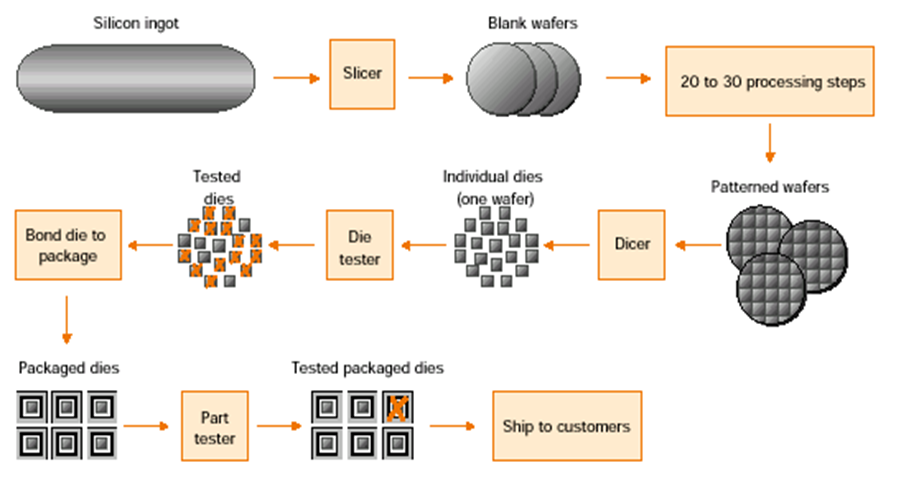 Silicon ingot
Slicer
Blank wafers
20 to 30 processing steps
Patterned wafers
Dicer
Individual dies
(one wafer)
Die
tester
Tested
dies
Bond die to
package
Packaged dies
Part
tester
Tested packaged dies
Ship to customers